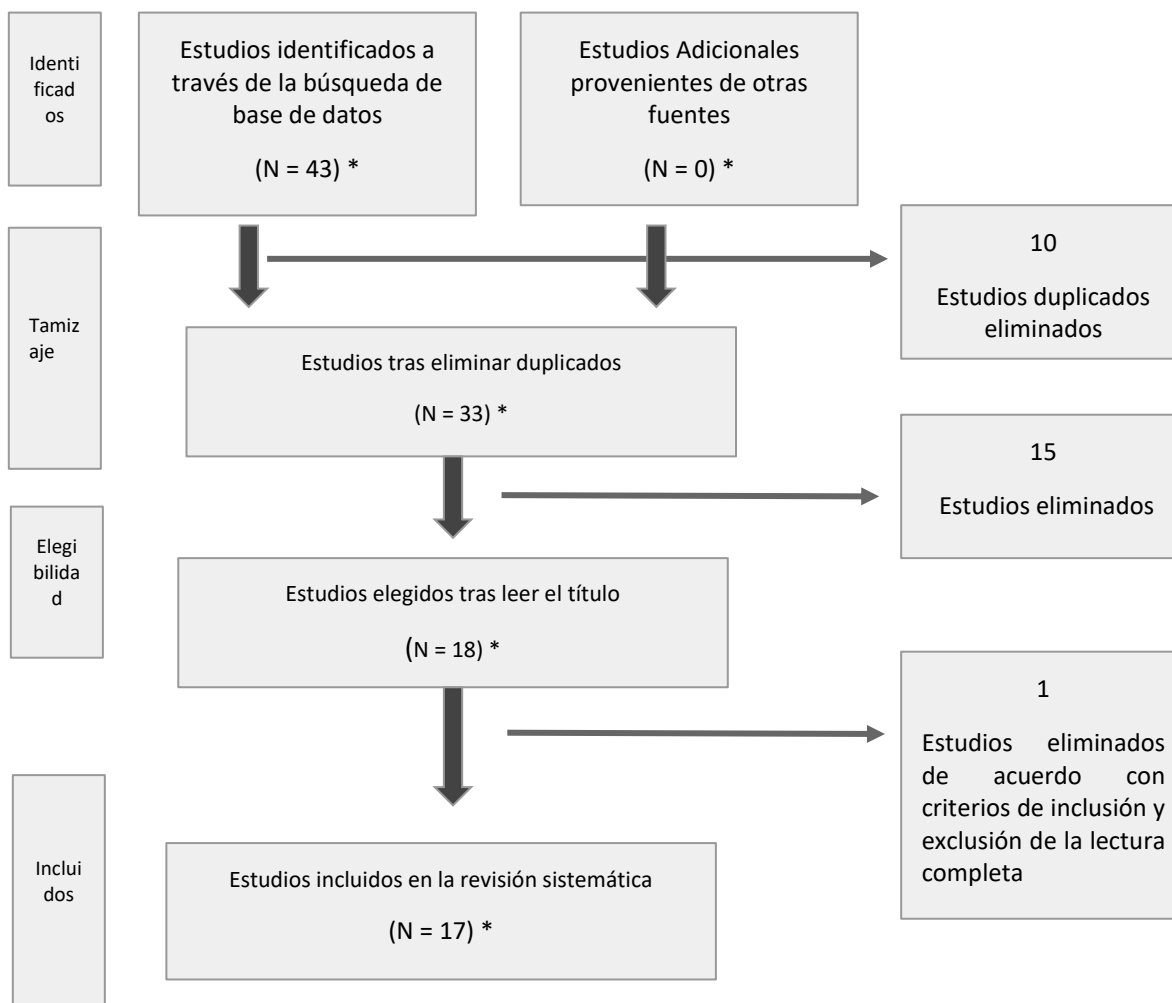 Identi
ficad
os
Estudios identificados a
través de la búsqueda de
base de datos
(N = 43) *
Estudios Adicionales
provenientes de otras
fuentes
(N = 0) *
10
Estudios duplicados
eliminados
Tamiz
aje
Estudios tras eliminar duplicados
(N = 33) *
15
Estudios eliminados
Elegi
bilida
d
Estudios elegidos tras leer el título
(N = 18) *
1
Estudios eliminados
de acuerdo con
criterios de inclusión y
exclusión de la lectura
completa
Inclui
dos
Estudios incluidos en la revisión sistemática
(N = 17) *